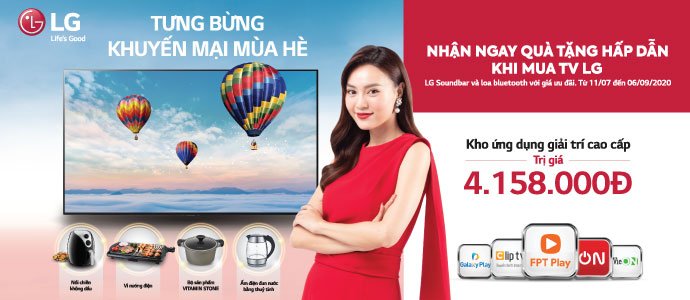 LG
Life's Good
TƯNG BỪNG
KHUYẾN MẠI MÙA HÈ
NHẬN NGAY QUÀ TẶNG HẤP DẪN
KHI MUA TV LG
LG Soundbar và loa bluetooth với giá ưu đãi. Từ 11/07 đến 06/09/2020
Kho ứng dụng giải trí cao cấp
Trị giá
4.158.000Đ
Galaxy Play
Clip tv
FPT Play
ON
VieON
Nồi chiên
không dầu
Vỉ nướng điện
Bộ sản phẩm
VITAMIN STONE
Ấm điện đun nước
bằng thuỷ tinh